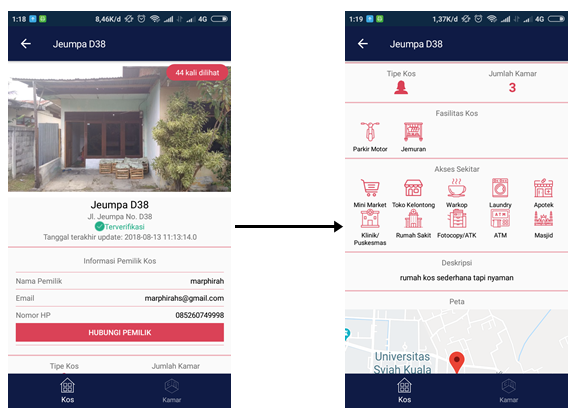 1:18
8,46K/d
4G
Jeumpa D38
44 kali dilihat
Jeumpa D38
Jl. Jeumpa No. D38
Terverifikasi
Tanggal terakhir update: 2018-08-13 11:13:14.0
Informasi Pemilik Kos
Nama Pemilik marphirah
Email marphirahs@gmail.com
Nomor HP 085260749998
HUBUNGI PEMILIK
Tipe Kos Jumlah Kamar
Kos Kamar
1:19
1,37K/d
4G
Jeumpa D38
Tipe Kos Jumlah Kamar
3
Fasilitas Kos
Parkir Motor Jemuran
Akses Sekitar
Mini Market Toko Kelontong Warkop Laundry Apotek
ATM
Klinik/
Puskesmas Rumah Sakit Fotocopy/ATK ATM Masjid
Deskripsi
rumah kos sederhana tapi nyaman
Peta
Universitas
Syiah Kuala
Kos Kamar